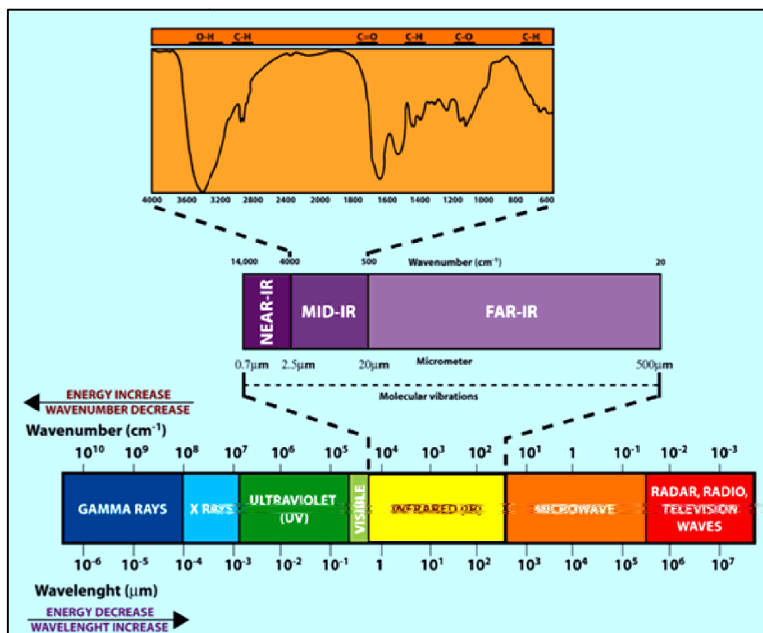 O-H C-H C=O C-H C-O C-H
4000 3600 3200 2800 2400 2000 1800 1600 1400 1200 1000 800 600
14,000 4000 500 Wavenumber (cm⁻¹) 20
NEAR-IR MID-IR FAR-IR
0.7µm 2.5µm 20µm Micrometer 500µm
Molecular vibrations
ENERGY INCREASE
WAVENUMBER DECREASE
Wavenumber (cm⁻¹)
10¹⁰ 10⁹ 10⁸ 10⁷ 10⁶ 10⁵ 10⁴ 10³ 10² 10¹ 1 10⁻¹ 10⁻² 10⁻³
GAMMA RAYS X RAYS ULTRAVIOLET (UV) VISIBLE INFRARED (IR) MICROWAVE RADAR, RADIO, TELEVISION WAVES
10⁻⁶ 10⁻⁵ 10⁻⁴ 10⁻³ 10⁻² 10⁻¹ 1 10¹ 10² 10³ 10⁴ 10⁵ 10⁶ 10⁷
Wavelenght (µm)
ENERGY DECREASE
WAVELENGHT INCREASE